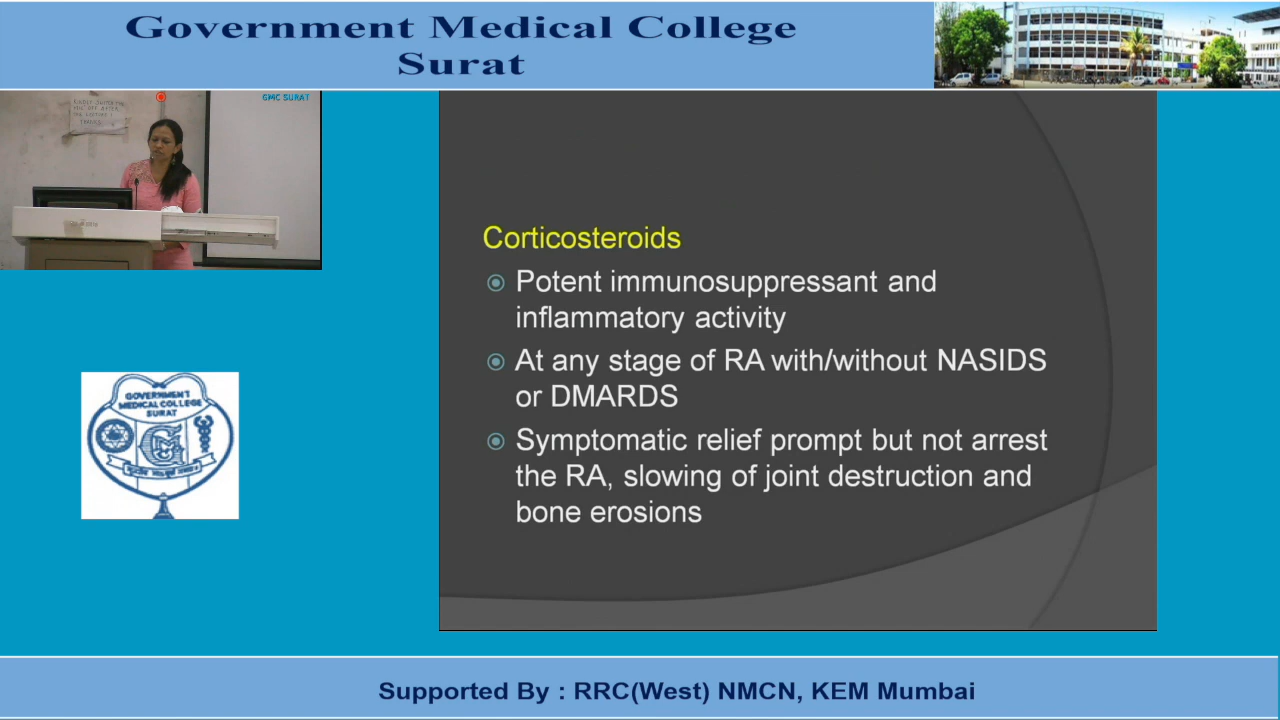 Government Medical College
Surat
GMC SURAT
Corticosteroids
Potent immunosuppressant and
inflammatory activity
At any stage of RA with/without NASIDS
or DMARDS
Symptomatic relief prompt but not arrest
the RA, slowing of joint destruction and
bone erosions
GOVERNMENT
MEDICAL COLLEGE
SURAT
Supported By : RRC(West) NMCN, KEM Mumbai